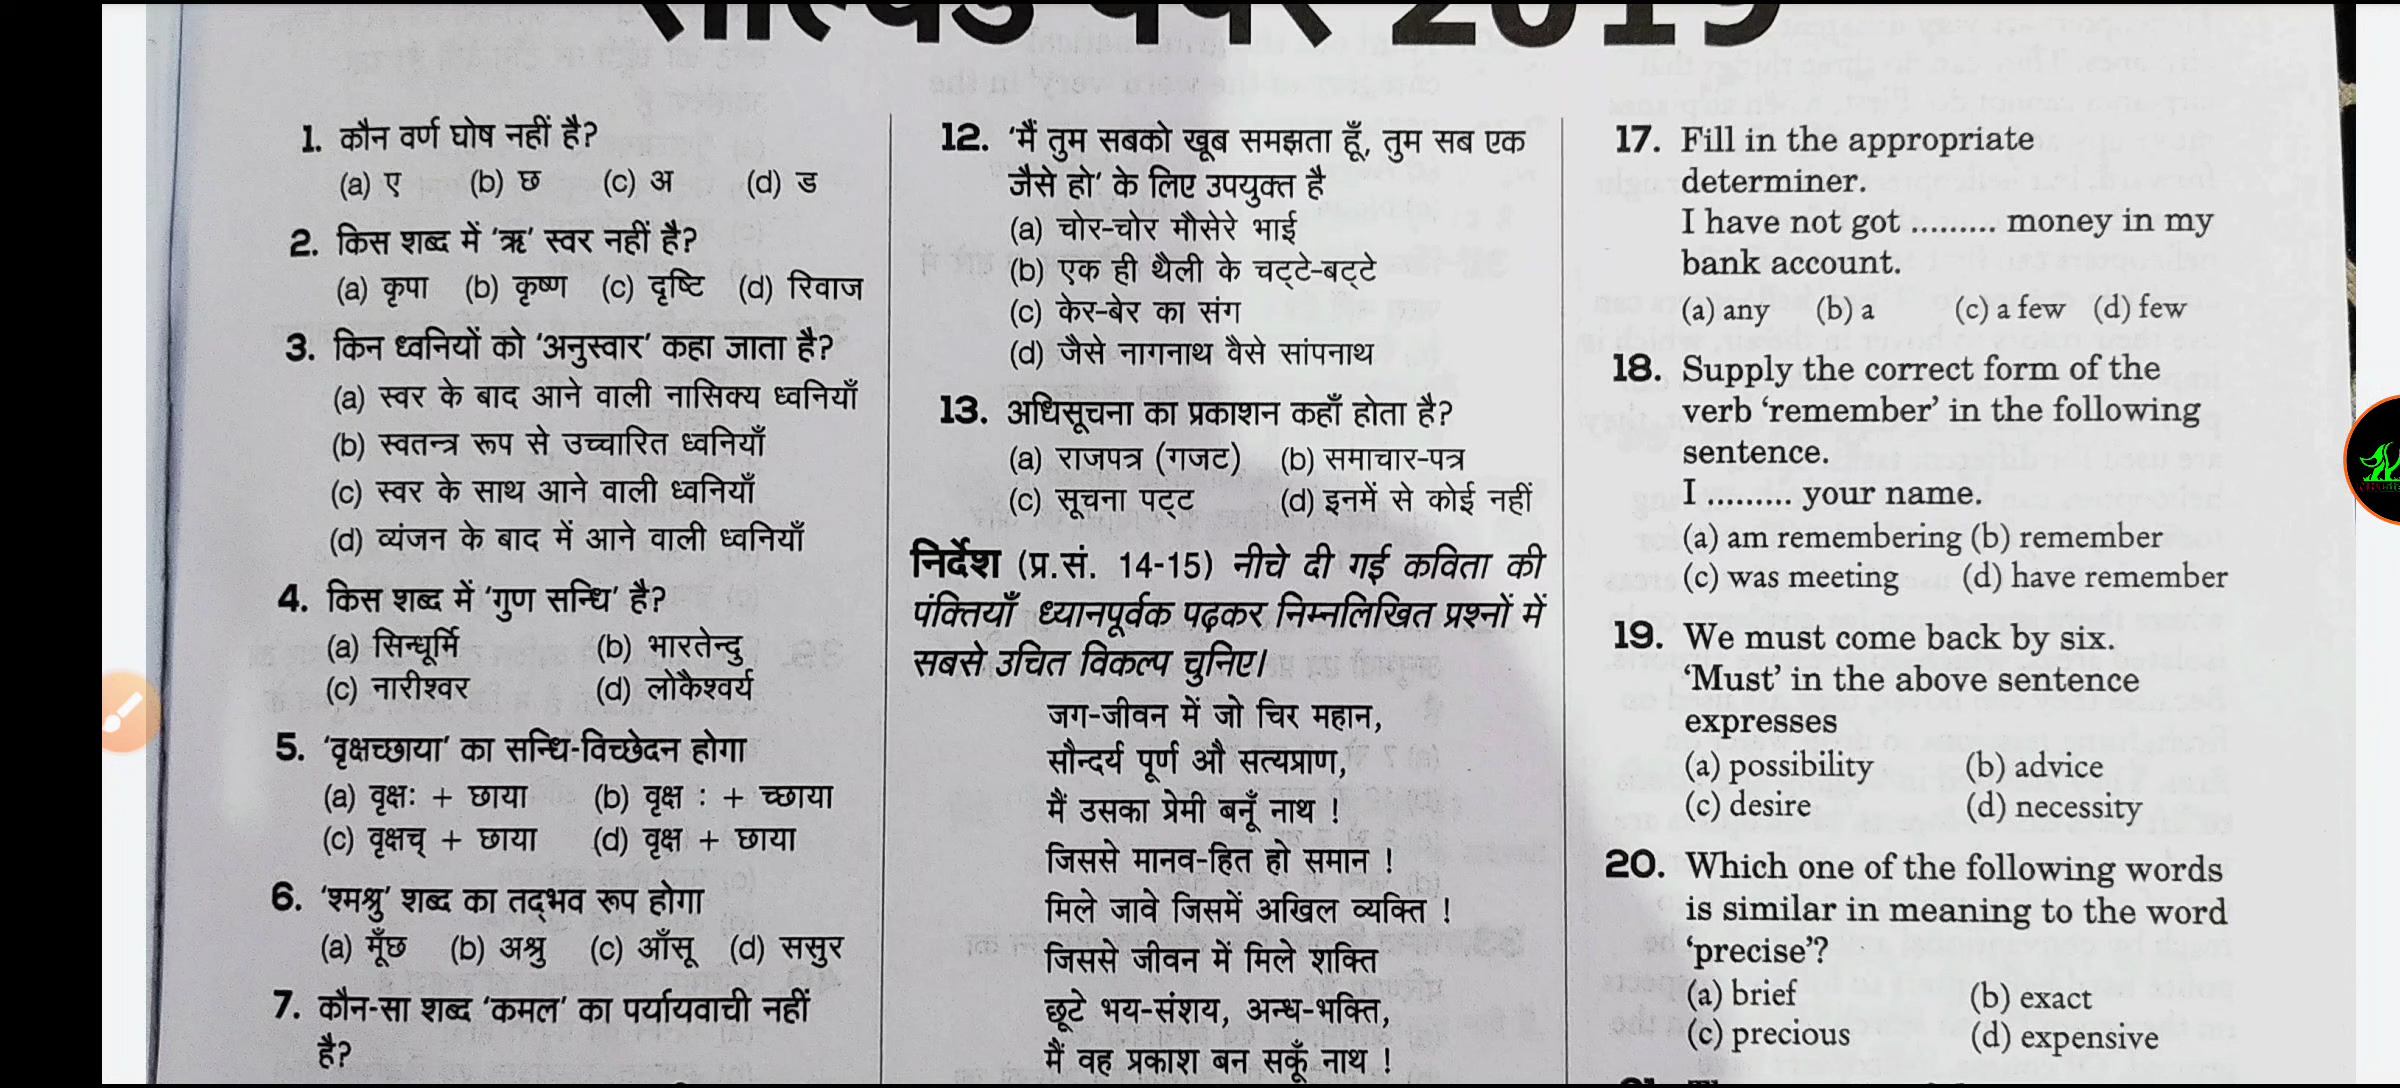 सॉल्वड पेपर 2019
1. कौन वर्ण घोष नहीं है?
(a) ए (b) छ (c) अ (d) ड
2. किस शब्द में ‘ऋ’ स्वर नहीं है?
(a) कृपा (b) कृष्ण (c) दृष्टि (d) रिवाज
3. किन ध्वनियों को ‘अनुस्वार’ कहा जाता है?
(a) स्वर के बाद आने वाली नासिक्य ध्वनियाँ
(b) स्वतन्त्र रूप से उच्चारित ध्वनियाँ
(c) स्वर के साथ आने वाली ध्वनियाँ
(d) व्यंजन के बाद में आने वाली ध्वनियाँ
4. किस शब्द में ‘गुण सन्धि’ है?
(a) सिन्धूर्मि (b) भारतेन्दु
(c) नारीश्वर (d) लोकैश्वर्य
5. ‘वृक्षच्छाया’ का सन्धि-विच्छेदन होगा
(a) वृक्षः + छाया (b) वृक्ष : + च्छाया
(c) वृक्षच् + छाया (d) वृक्ष + छाया
6. ‘श्मश्रु’ शब्द का तद्भव रूप होगा
(a) मूँछ (b) अश्रु (c) आँसू (d) ससुर
7. कौन-सा शब्द ‘कमल’ का पर्यायवाची नहीं
है?
12. ‘मैं तुम सबको खूब समझता हूँ, तुम सब एक
जैसे हो’ के लिए उपयुक्त है
(a) चोर-चोर मौसेरे भाई
(b) एक ही थैली के चट्टे-बट्टे
(c) केर-बेर का संग
(d) जैसे नागनाथ वैसे सांपनाथ
13. अधिसूचना का प्रकाशन कहाँ होता है?
(a) राजपत्र (गजट) (b) समाचार-पत्र
(c) सूचना पट्ट (d) इनमें से कोई नहीं
निर्देश (प्र.सं. 14-15) नीचे दी गई कविता की
पंक्तियाँ ध्यानपूर्वक पढ़कर निम्नलिखित प्रश्नों में
सबसे उचित विकल्प चुनिए।
जग-जीवन में जो चिर महान,
सौन्दर्य पूर्ण औ सत्यप्राण,
मैं उसका प्रेमी बनूँ नाथ !
जिससे मानव-हित हो समान !
मिले जावे जिसमें अखिल व्यक्ति !
जिससे जीवन में मिले शक्ति
छूटे भय-संशय, अन्ध-भक्ति,
मैं वह प्रकाश बन सकूँ नाथ !
17. Fill in the appropriate
determiner.
I have not got ......... money in my
bank account.
(a) any (b) a (c) a few (d) few
18. Supply the correct form of the
verb ‘remember’ in the following
sentence.
I ......... your name.
(a) am remembering (b) remember
(c) was meeting (d) have remember
19. We must come back by six.
‘Must’ in the above sentence
expresses
(a) possibility (b) advice
(c) desire (d) necessity
20. Which one of the following words
is similar in meaning to the word
‘precise’?
(a) brief (b) exact
(c) precious (d) expensive